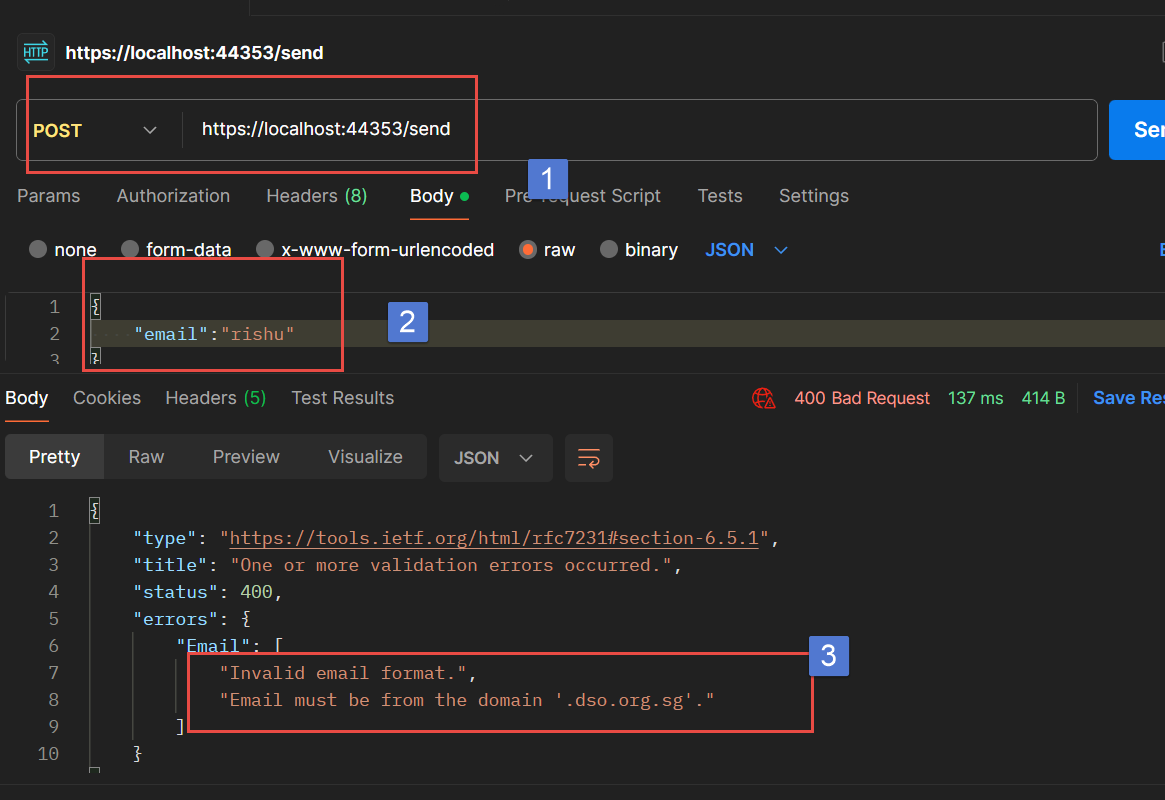 HTTP https://localhost:44353/send
POST https://localhost:44353/send
1
Params Authorization Headers (8) Body Pre-request Script Tests Settings
none form-data x-www-form-urlencoded raw binary JSON
1 {
2 "email":"rishu"
3 }
2
Body Cookies Headers (5) Test Results 400 Bad Request 137 ms 414 B
Pretty Raw Preview Visualize JSON
1 {
2 "type": "https://tools.ietf.org/html/rfc7231#section-6.5.1",
3 "title": "One or more validation errors occurred.",
4 "status": 400,
5 "errors": {
6 "Email": [
3
7 "Invalid email format.",
8 "Email must be from the domain '.dso.org.sg'."
9 ]
10 }